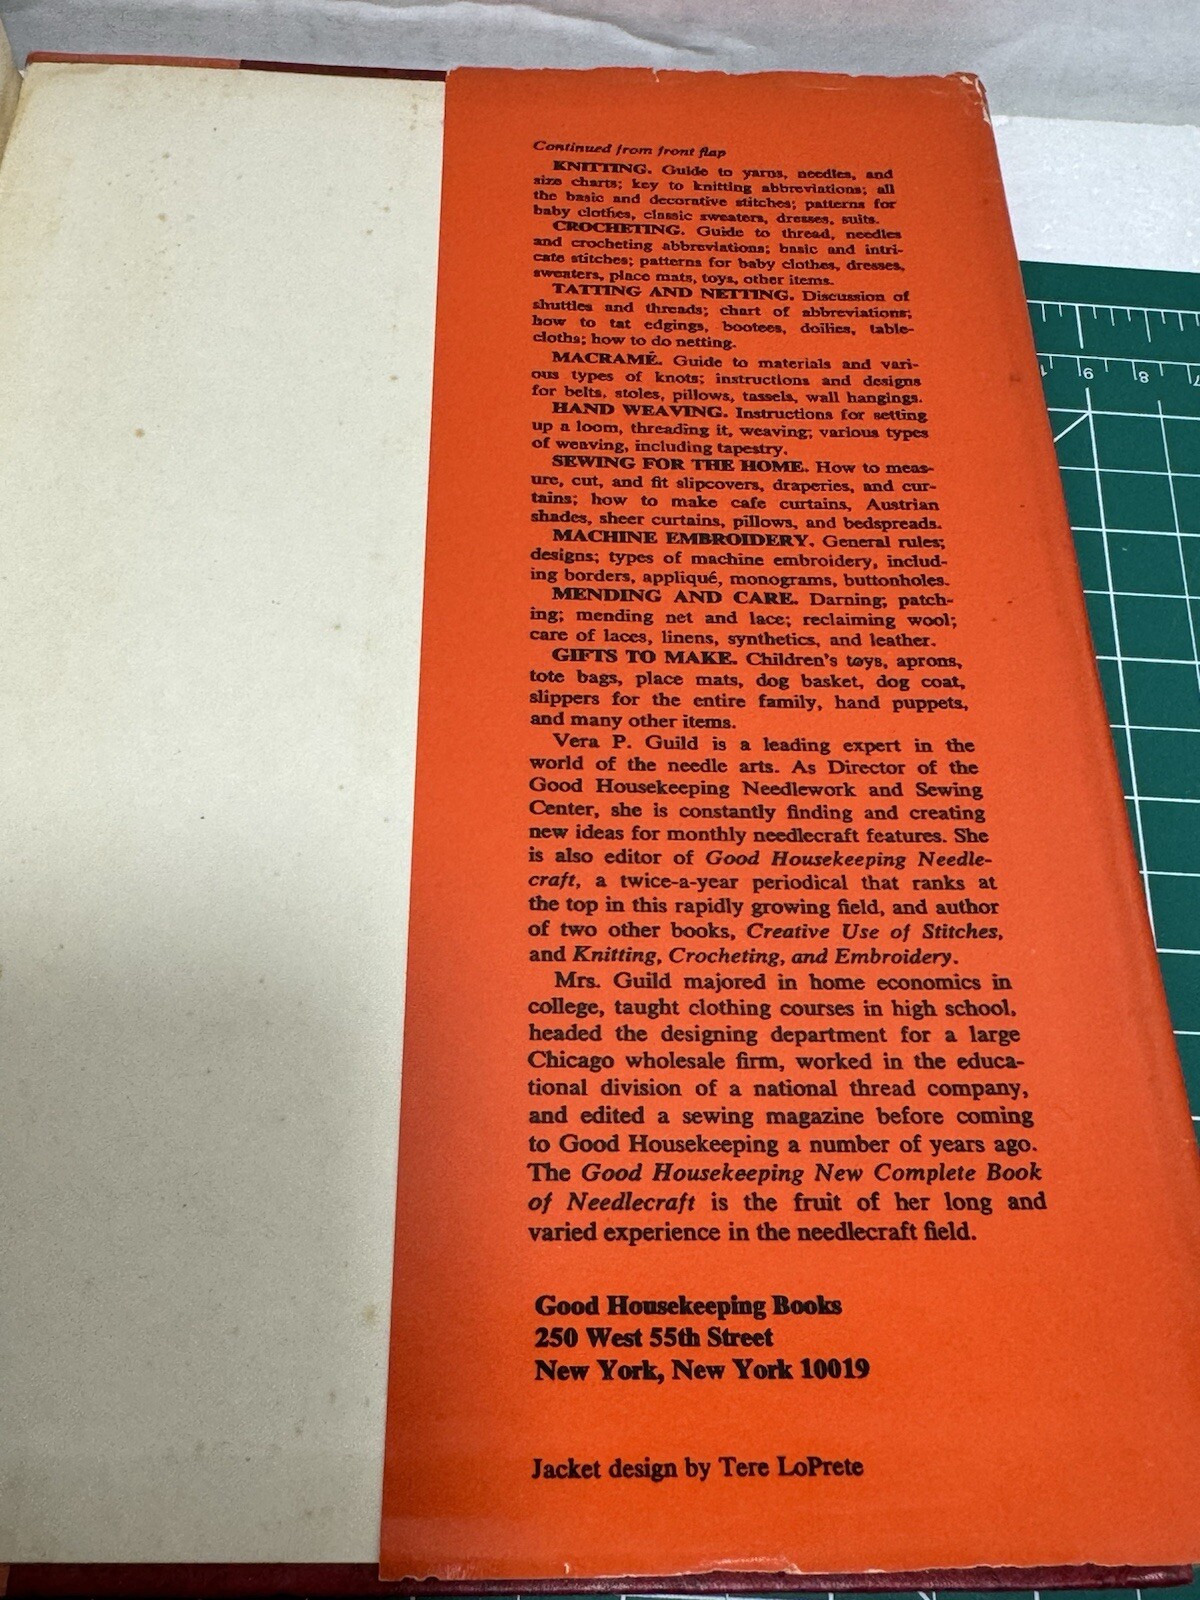 Continued from front flap
KNITTING. Guide to yarns, needles, and
size charts; key to knitting abbreviations; all
the basic and decorative stitches; patterns for
baby clothes, classic sweaters, dresses, suits.
CROCHETING. Guide to thread, needles
and crocheting abbreviations; basic and intri-
cate stitches; patterns for baby clothes, dresses,
sweaters, place mats, toys, other items.
TATTING AND NETTING. Discussion of
shuttles and threads; chart of abbreviations;
how to tat edgings, bootees, doilies, table-
cloths; how to do netting.
MACRAMÉ. Guide to materials and vari-
ous types of knots; instructions and designs
for belts, stoles, pillows, tassels, wall hangings.
HAND WEAVING. Instructions for setting
up a loom, threading it, weaving; various types
of weaving, including tapestry.
SEWING FOR THE HOME. How to meas-
ure, cut, and fit slipcovers, draperies, and cur-
tains; how to make cafe curtains, Austrian
shades, sheer curtains, pillows, and bedspreads.
MACHINE EMBROIDERY. General rules;
designs; types of machine embroidery, includ-
ing borders, appliqué, monograms, buttonholes.
MENDING AND CARE. Darning; patch-
ing; mending net and lace; reclaiming wool;
care of laces, linens, synthetics, and leather.
GIFTS TO MAKE. Children's toys, aprons,
tote bags, place mats, dog basket, dog coat,
slippers for the entire family, hand puppets,
and many other items.
Vera P. Guild is a leading expert in the
world of the needle arts. As Director of the
Good Housekeeping Needlework and Sewing
Center, she is constantly finding and creating
new ideas for monthly needlecraft features. She
is also editor of Good Housekeeping Needle-
craft, a twice-a-year periodical that ranks at
the top in this rapidly growing field, and author
of two other books, Creative Use of Stitches,
and Knitting, Crocheting, and Embroidery.
Mrs. Guild majored in home economics in
college, taught clothing courses in high school,
headed the designing department for a large
Chicago wholesale firm, worked in the educa-
tional division of a national thread company,
and edited a sewing magazine before coming
to Good Housekeeping a number of years ago.
The Good Housekeeping New Complete Book
of Needlecraft is the fruit of her long and
varied experience in the needlecraft field.
Good Housekeeping Books
250 West 55th Street
New York, New York 10019
Jacket design by Tere LoPrete
9 8 7